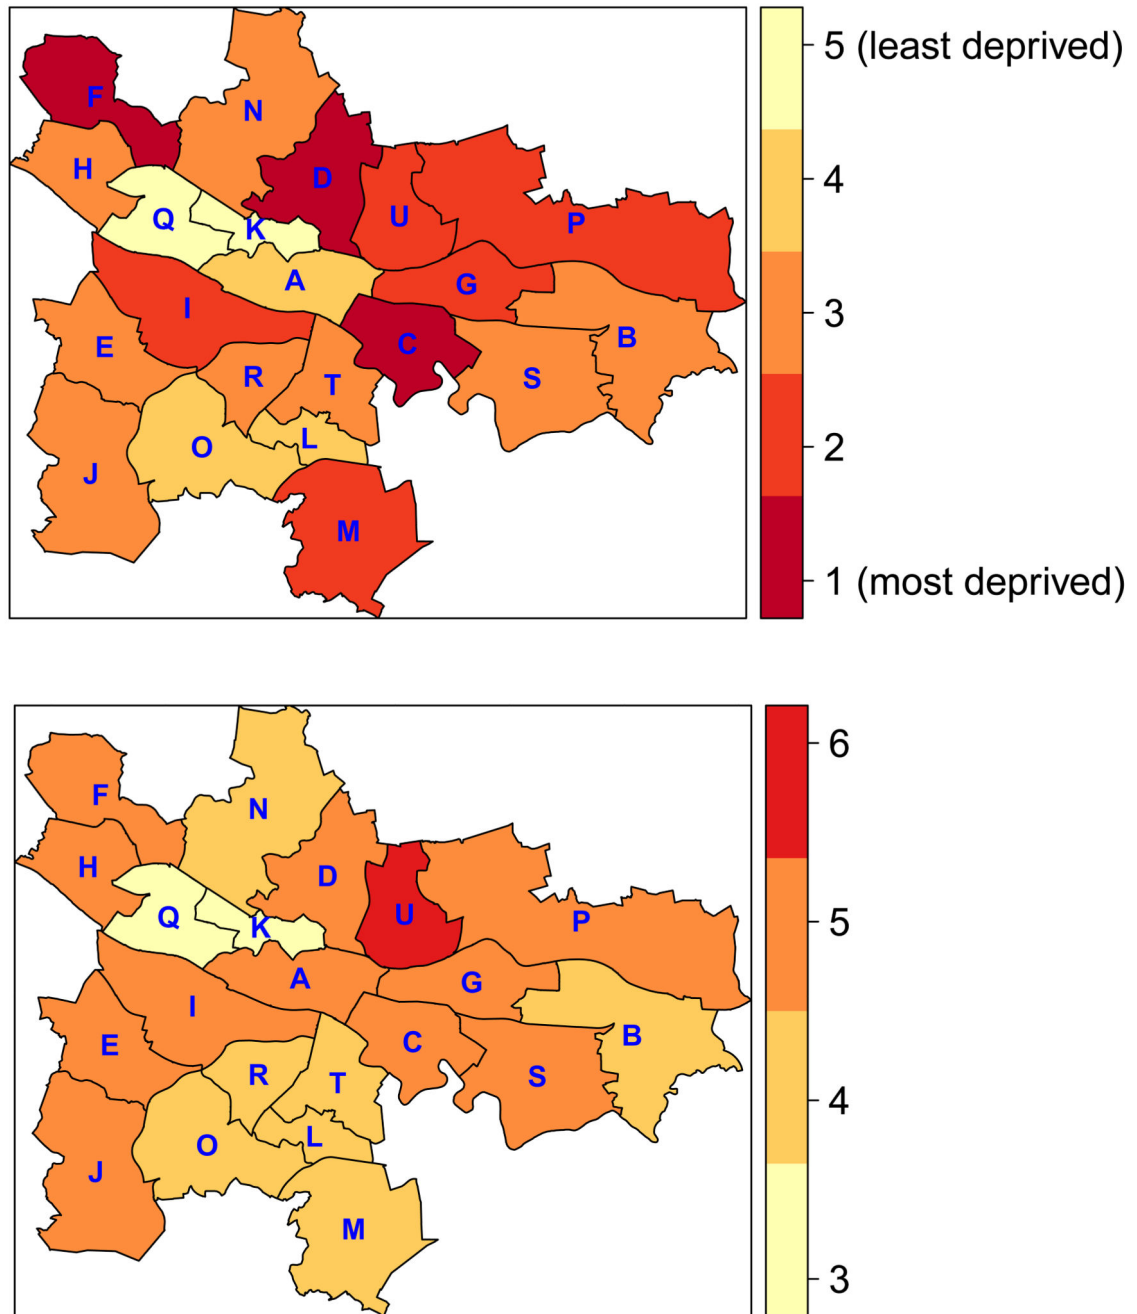 5 (least deprived)
F
N
H
D
4
Q
K
U
P
A
G
I
3
E
C
B
R
T
S
O
L
2
J
M
1 (most deprived)
6
F
N
H
D
Q
K
U
P
5
A
G
I
E
C
B
R
T
S
4
O
L
J
M
3